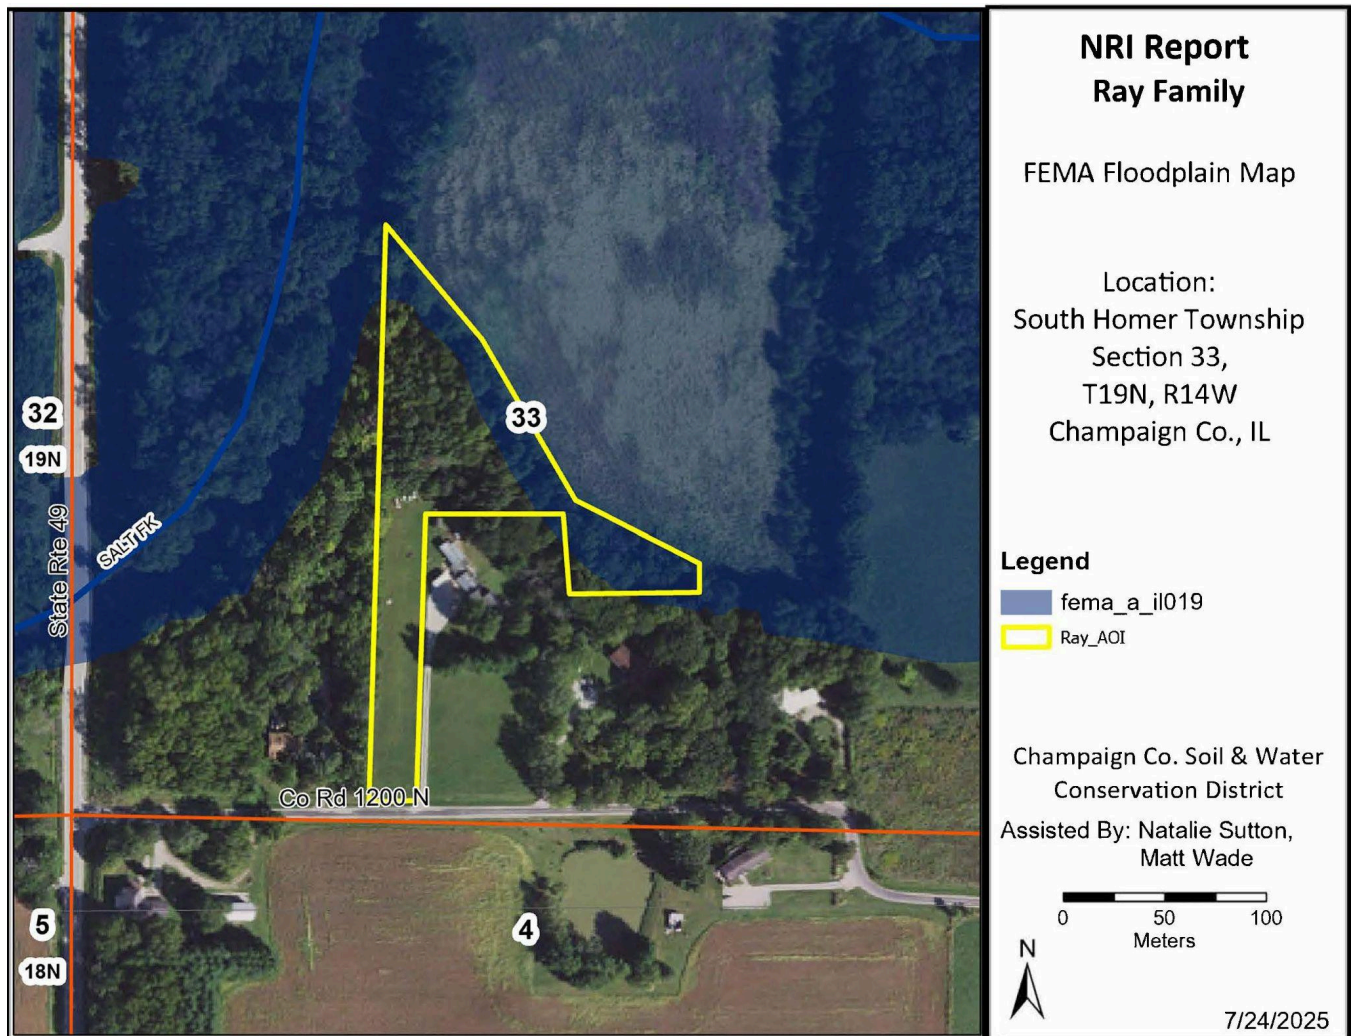 32
19N
State Rte 49
SALT FK
33
Co Rd 1200 N
5
18N
4
NRI Report
Ray Family
FEMA Floodplain Map
Location:
South Homer Township
Section 33,
T19N, R14W
Champaign Co., IL
Legend
fema_a_il019
Ray_AOI
Champaign Co. Soil & Water
Conservation District
Assisted By: Natalie Sutton,
Matt Wade
0 50 100
Meters
N
7/24/2025